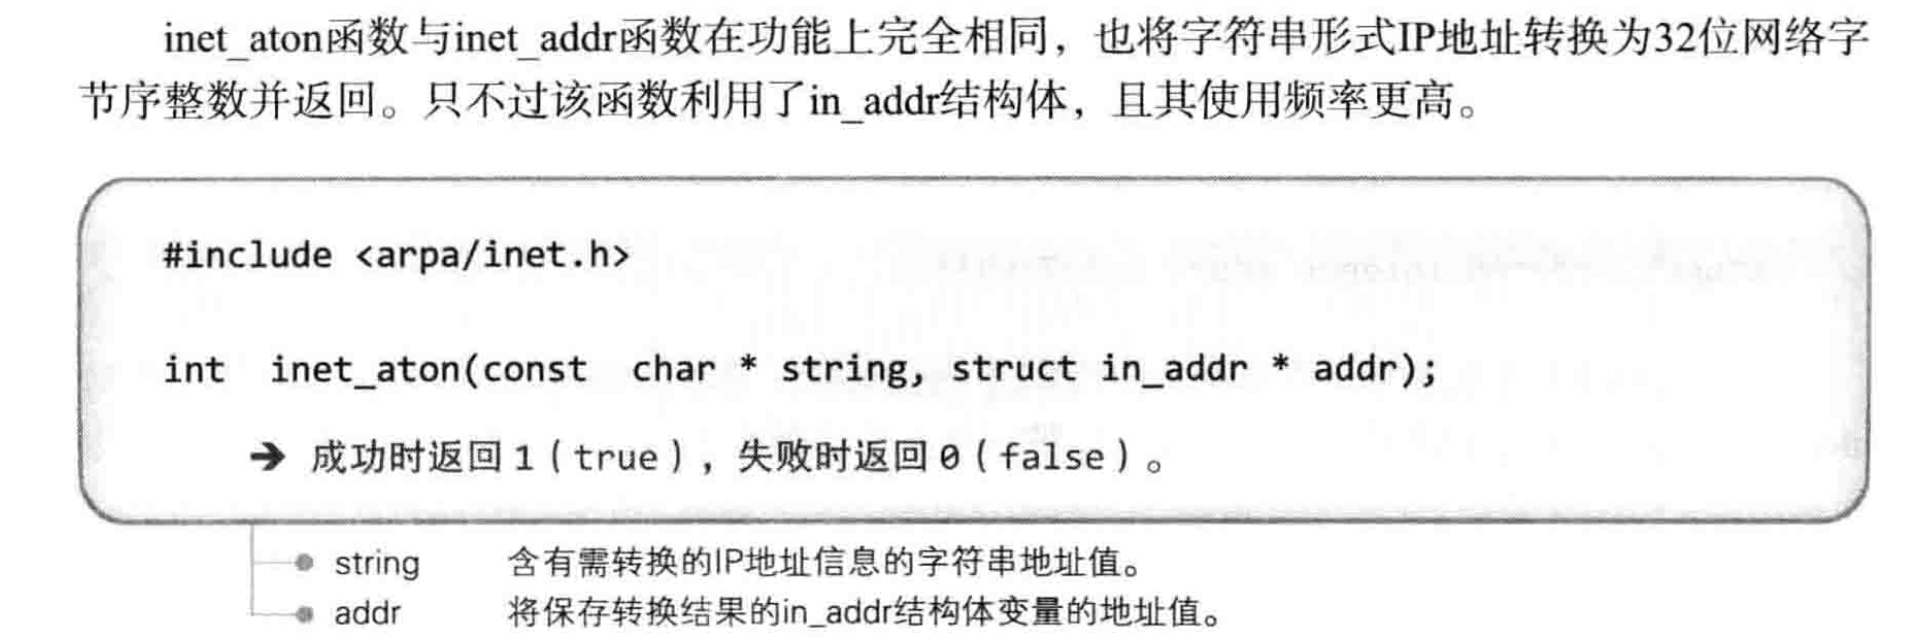 inet_aton函数与inet_addr函数在功能上完全相同，也将字符串形式IP地址转换为32位网络字
节序整数并返回。只不过该函数利用了in_addr结构体，且其使用频率更高。
#include <arpa/inet.h>
int inet_aton(const char * string, struct in_addr * addr);
➔ 成功时返回1（true），失败时返回0（false）。
string 含有需转换的IP地址信息的字符串地址值。
addr 将保存转换结果的in_addr结构体变量的地址值。